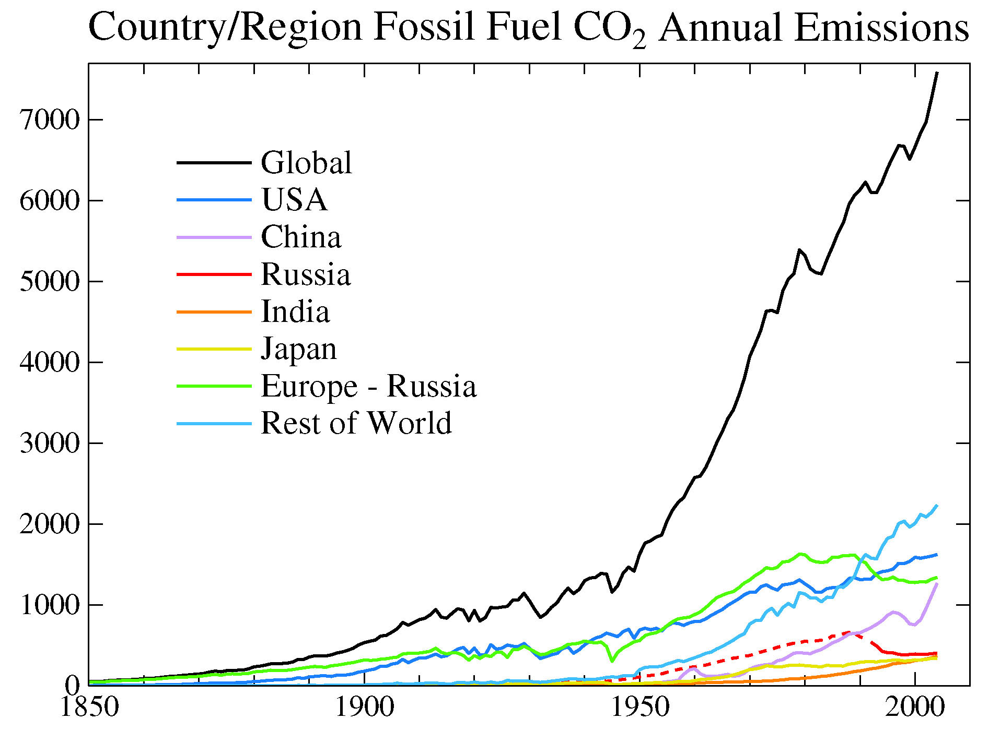 Country/Region Fossil Fuel CO₂ Annual Emissions
7000
6000
5000
4000
3000
2000
1000
0
Global
USA
China
Russia
India
Japan
Europe - Russia
Rest of World
1850 1900 1950 2000